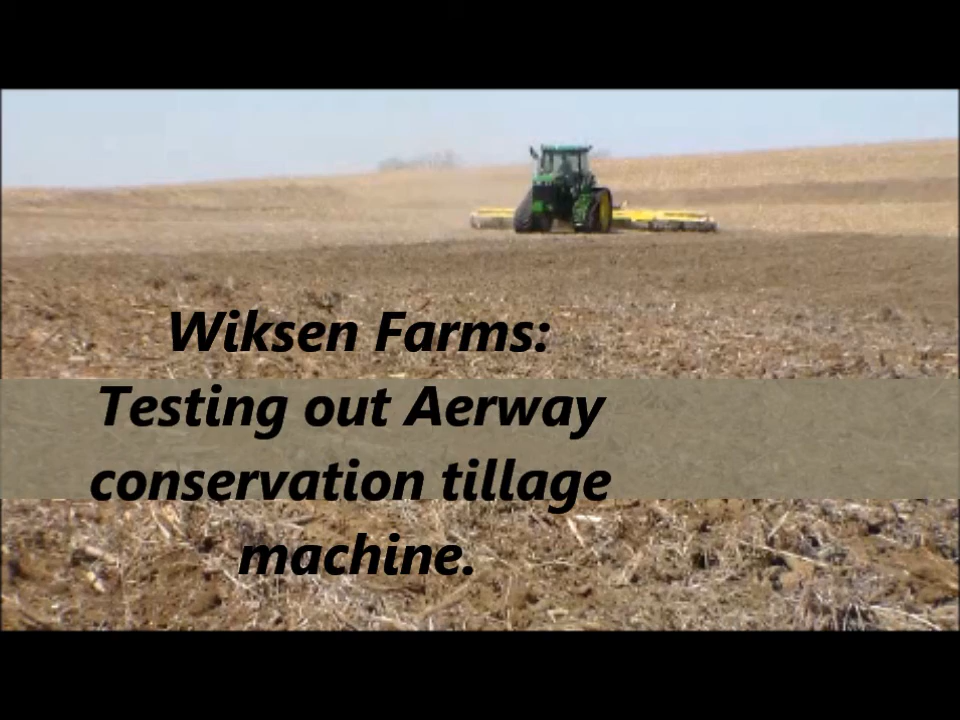 Wiksen Farms:
Testing out Aerway
conservation tillage
machine.